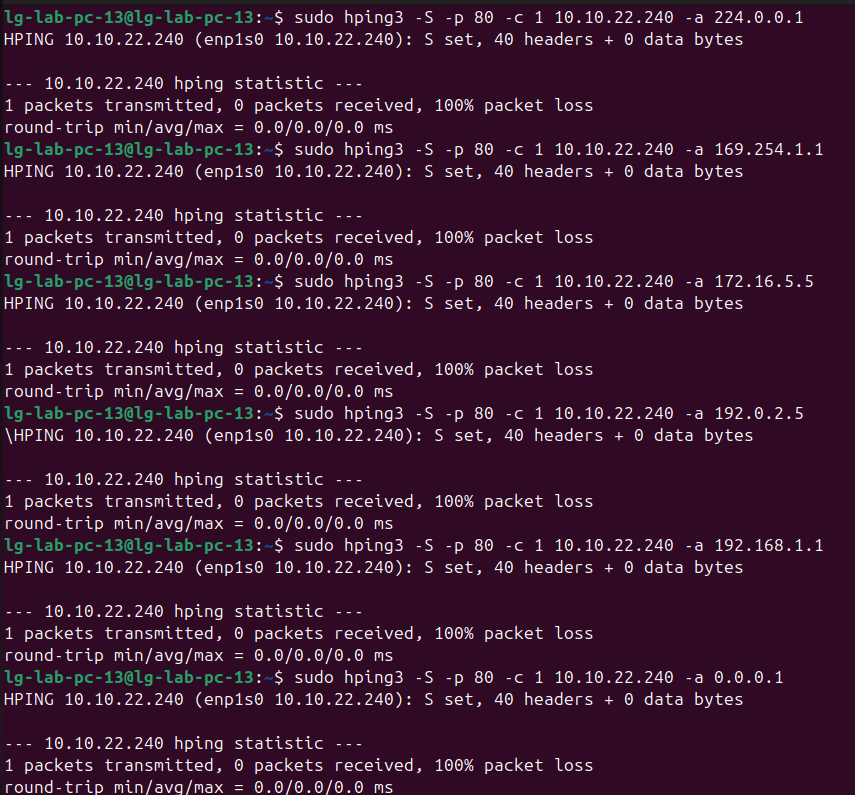 lg-lab-pc-13@lg-lab-pc-13:~$ sudo hping3 -S -p 80 -c 1 10.10.22.240 -a 224.0.0.1
HPING 10.10.22.240 (enp1s0 10.10.22.240): S set, 40 headers + 0 data bytes
--- 10.10.22.240 hping statistic ---
1 packets transmitted, 0 packets received, 100% packet loss
round-trip min/avg/max = 0.0/0.0/0.0 ms
lg-lab-pc-13@lg-lab-pc-13:~$ sudo hping3 -S -p 80 -c 1 10.10.22.240 -a 169.254.1.1
HPING 10.10.22.240 (enp1s0 10.10.22.240): S set, 40 headers + 0 data bytes
--- 10.10.22.240 hping statistic ---
1 packets transmitted, 0 packets received, 100% packet loss
round-trip min/avg/max = 0.0/0.0/0.0 ms
lg-lab-pc-13@lg-lab-pc-13:~$ sudo hping3 -S -p 80 -c 1 10.10.22.240 -a 172.16.5.5
HPING 10.10.22.240 (enp1s0 10.10.22.240): S set, 40 headers + 0 data bytes
--- 10.10.22.240 hping statistic ---
1 packets transmitted, 0 packets received, 100% packet loss
round-trip min/avg/max = 0.0/0.0/0.0 ms
lg-lab-pc-13@lg-lab-pc-13:~$ sudo hping3 -S -p 80 -c 1 10.10.22.240 -a 192.0.2.5
\HPING 10.10.22.240 (enp1s0 10.10.22.240): S set, 40 headers + 0 data bytes
--- 10.10.22.240 hping statistic ---
1 packets transmitted, 0 packets received, 100% packet loss
round-trip min/avg/max = 0.0/0.0/0.0 ms
lg-lab-pc-13@lg-lab-pc-13:~$ sudo hping3 -S -p 80 -c 1 10.10.22.240 -a 192.168.1.1
HPING 10.10.22.240 (enp1s0 10.10.22.240): S set, 40 headers + 0 data bytes
--- 10.10.22.240 hping statistic ---
1 packets transmitted, 0 packets received, 100% packet loss
round-trip min/avg/max = 0.0/0.0/0.0 ms
lg-lab-pc-13@lg-lab-pc-13:~$ sudo hping3 -S -p 80 -c 1 10.10.22.240 -a 0.0.0.1
HPING 10.10.22.240 (enp1s0 10.10.22.240): S set, 40 headers + 0 data bytes
--- 10.10.22.240 hping statistic ---
1 packets transmitted, 0 packets received, 100% packet loss
round-trip min/avg/max = 0.0/0.0/0.0 ms